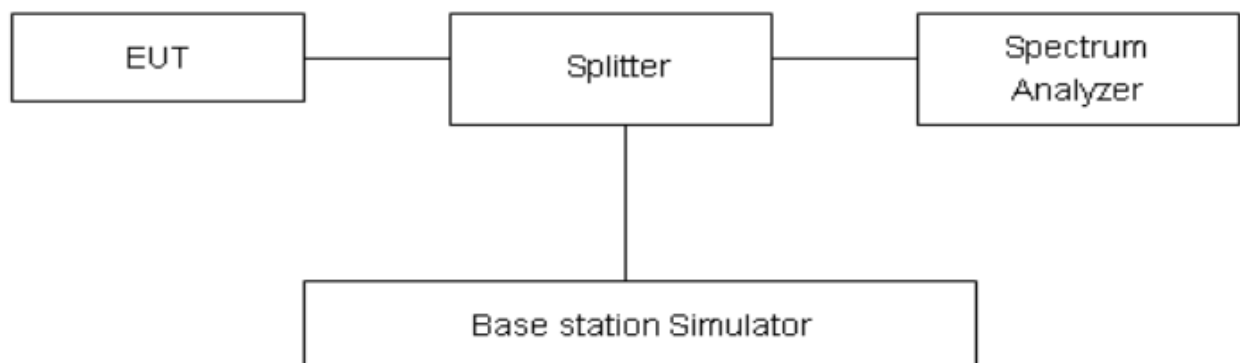 EUT
Splitter
Spectrum
Analyzer
Base station Simulator